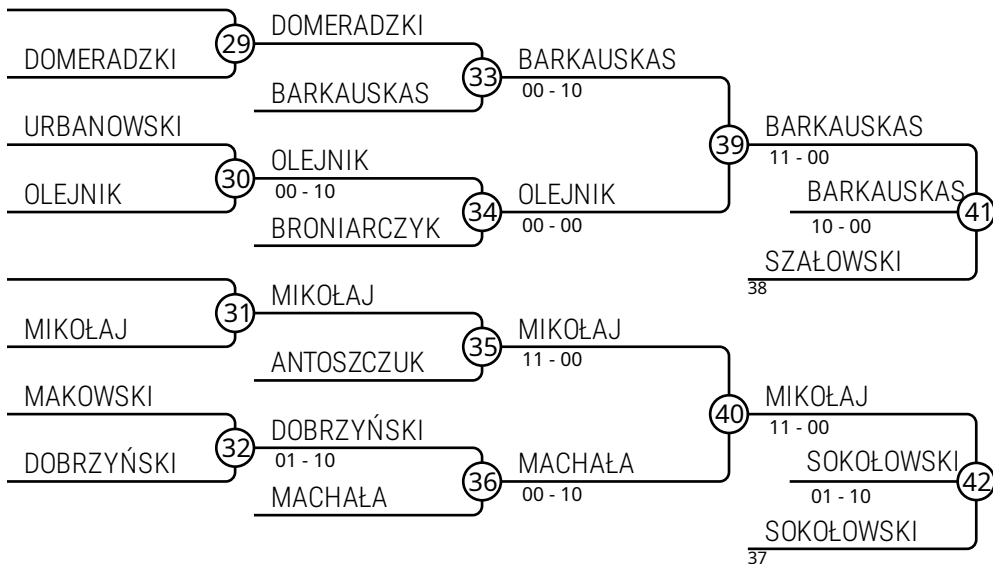 DOMERADZKI
29
DOMERADZKI
BARKAUSKAS
33
BARKAUSKAS
00 - 10
URBANOWSKI
OLEJNIK
30
OLEJNIK
00 - 10
BRONIARCZYK
34
OLEJNIK
00 - 00
39
BARKAUSKAS
11 - 00
BARKAUSKAS
10 - 00
41
SZAŁOWSKI
38
MIKOŁAJ
31
MIKOŁAJ
ANTOSZCZUK
35
MIKOŁAJ
11 - 00
MAKOWSKI
DOBRZYŃSKI
32
DOBRZYŃSKI
01 - 10
MACHAŁA
36
MACHAŁA
00 - 10
40
MIKOŁAJ
11 - 00
SOKOŁOWSKI
01 - 10
42
SOKOŁOWSKI
37